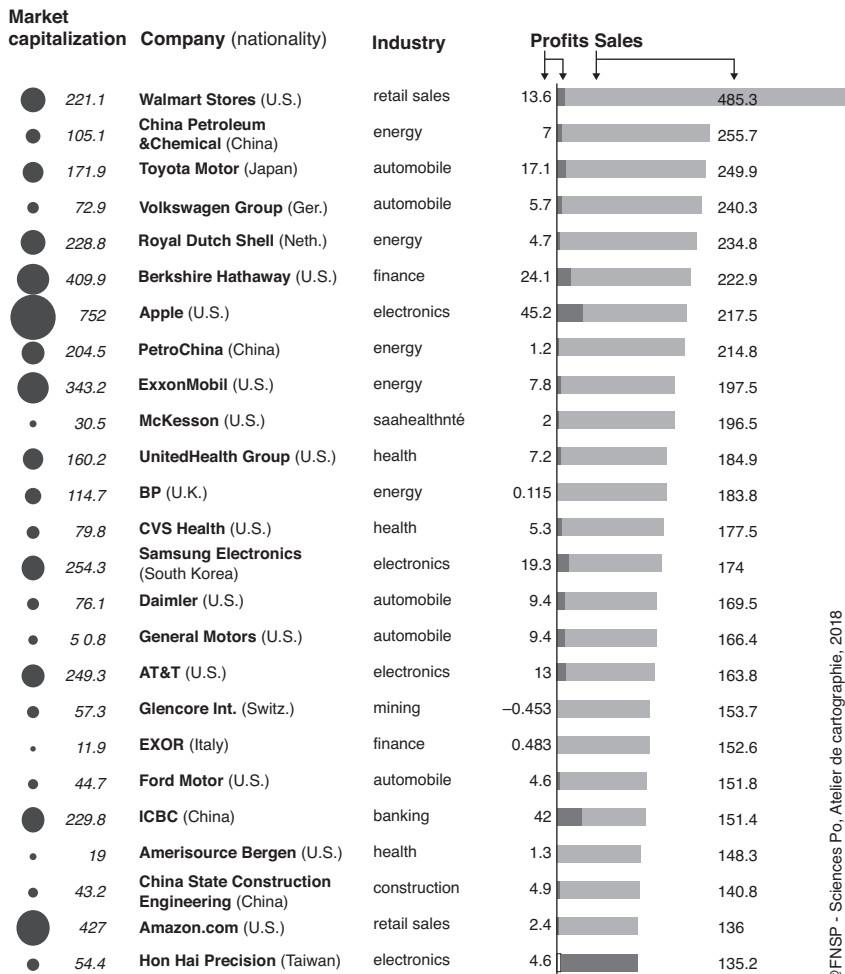 Market
capitalization Company (nationality) Industry Profits Sales
221.1 Walmart Stores (U.S.) retail sales 13.6 485.3
105.1 China Petroleum
&Chemical (China) energy 7 255.7
171.9 Toyota Motor (Japan) automobile 17.1 249.9
72.9 Volkswagen Group (Ger.) automobile 5.7 240.3
228.8 Royal Dutch Shell (Neth.) energy 4.7 234.8
409.9 Berkshire Hathaway (U.S.) finance 24.1 222.9
752 Apple (U.S.) electronics 45.2 217.5
204.5 PetroChina (China) energy 1.2 214.8
343.2 ExxonMobil (U.S.) energy 7.8 197.5
30.5 McKesson (U.S.) saahealthnté 2 196.5
160.2 UnitedHealth Group (U.S.) health 7.2 184.9
114.7 BP (U.K.) energy 0.115 183.8
79.8 CVS Health (U.S.) health 5.3 177.5
254.3 Samsung Electronics
(South Korea) electronics 19.3 174
76.1 Daimler (U.S.) automobile 9.4 169.5
5 0.8 General Motors (U.S.) automobile 9.4 166.4
249.3 AT&T (U.S.) electronics 13 163.8
57.3 Glencore Int. (Switz.) mining –0.453 153.7
11.9 EXOR (Italy) finance 0.483 152.6
44.7 Ford Motor (U.S.) automobile 4.6 151.8
229.8 ICBC (China) banking 42 151.4
19 Amerisource Bergen (U.S.) health 1.3 148.3
43.2 China State Construction
Engineering (China) construction 4.9 140.8
427 Amazon.com (U.S.) retail sales 2.4 136
54.4 Hon Hai Precision (Taiwan) electronics 4.6 135.2
©FNSP - Sciences Po, Atelier de cartographie, 2018